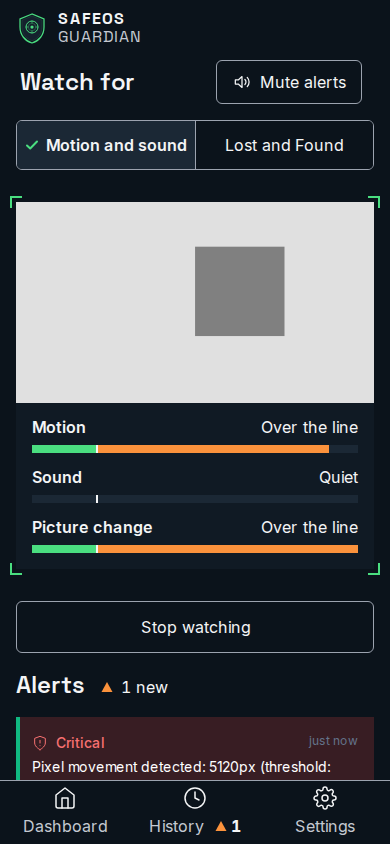 SAFEOS
GUARDIAN
Watch for
Mute alerts
Motion and sound
Lost and Found
Motion
Over the line
Sound
Quiet
Picture change
Over the line
Stop watching
Alerts
1 new
Critical
just now
Pixel movement detected: 5120px (threshold:
Dashboard
History
1
Settings